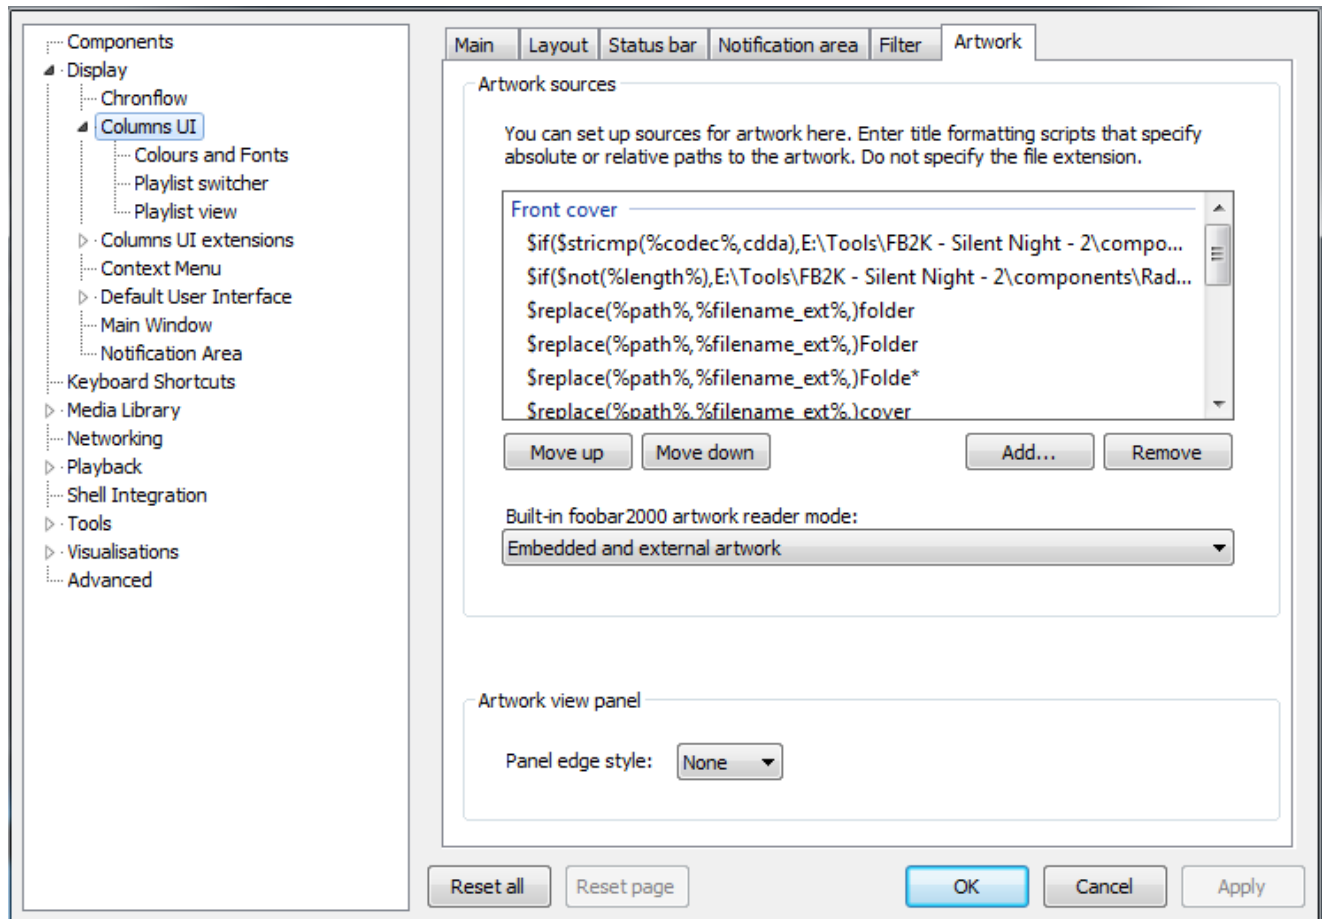 Components
Display
Chronflow
Columns UI
Colours and Fonts
Playlist switcher
Playlist view
Columns UI extensions
Context Menu
Default User Interface
Main Window
Notification Area
Keyboard Shortcuts
Media Library
Networking
Playback
Shell Integration
Tools
Visualisations
Advanced
Main Layout Status bar Notification area Filter Artwork
Artwork sources
You can set up sources for artwork here. Enter title formatting scripts that specify
absolute or relative paths to the artwork. Do not specify the file extension.
Front cover
$if($stricmp(%codec%,cdda),E:\Tools\FB2K - Silent Night - 2\compo...
$if($not(%length%),E:\Tools\FB2K - Silent Night - 2\components\Rad...
$replace(%path%,%filename_ext%,)folder
$replace(%path%,%filename_ext%,)Folder
$replace(%path%,%filename_ext%,)Folde*
$replace(%path%,%filename_ext%,)cover
Move up Move down Add... Remove
Built-in foobar2000 artwork reader mode:
Embedded and external artwork
Artwork view panel
Panel edge style: None
Reset all Reset page OK Cancel Apply